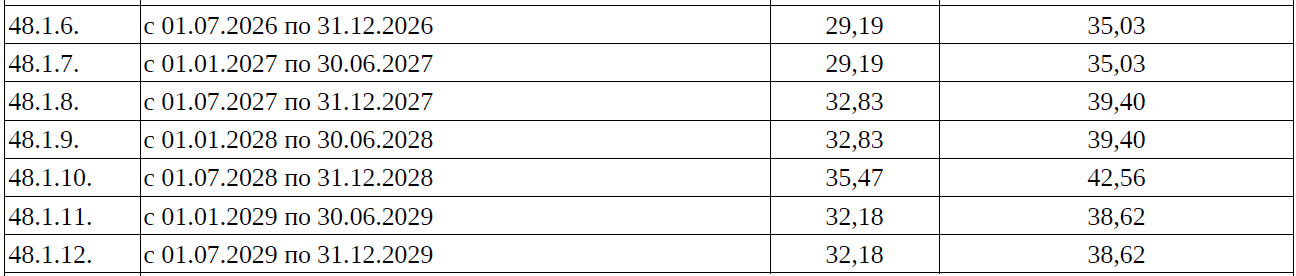 48.1.6. с 01.07.2026 по 31.12.2026 29,19 35,03
48.1.7. с 01.01.2027 по 30.06.2027 29,19 35,03
48.1.8. с 01.07.2027 по 31.12.2027 32,83 39,40
48.1.9. с 01.01.2028 по 30.06.2028 32,83 39,40
48.1.10. с 01.07.2028 по 31.12.2028 35,47 42,56
48.1.11. с 01.01.2029 по 30.06.2029 32,18 38,62
48.1.12. с 01.07.2029 по 31.12.2029 32,18 38,62